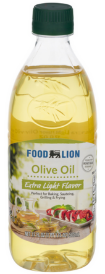 FOOD LION
Olive Oil
Extra Light Flavor
Perfect for Baking, Sautéing,
Grilling & Frying